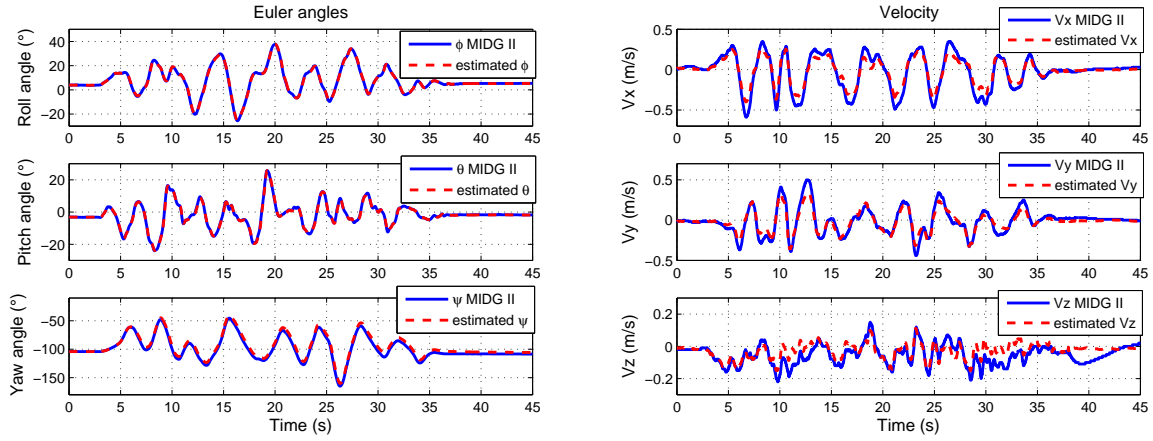 Euler angles
Roll angle (°)
40
20
0
−20
φ MIDG II
estimated φ
0 5 10 15 20 25 30 35 40 45
Pitch angle (°)
20
0
−20
θ MIDG II
estimated θ
0 5 10 15 20 25 30 35 40 45
Yaw angle (°)
−50
−100
−150
ψ MIDG II
estimated ψ
0 5 10 15 20 25 30 35 40 45
Time (s)
Velocity
Vx (m/s)
0.5
0
−0.5
Vx MIDG II
estimated Vx
0 5 10 15 20 25 30 35 40 45
Vy (m/s)
0.5
0
−0.5
Vy MIDG II
estimated Vy
0 5 10 15 20 25 30 35 40 45
Vz (m/s)
0.2
0
−0.2
Vz MIDG II
estimated Vz
0 5 10 15 20 25 30 35 40 45
Time (s)